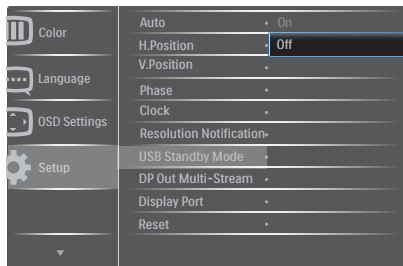 Color
Language
OSD Settings
Setup
Auto
On
H.Position
Off
V.Position
Phase
Clock
Resolution Notification
USB Standby Mode
DP Out Multi-Stream
Display Port
Reset